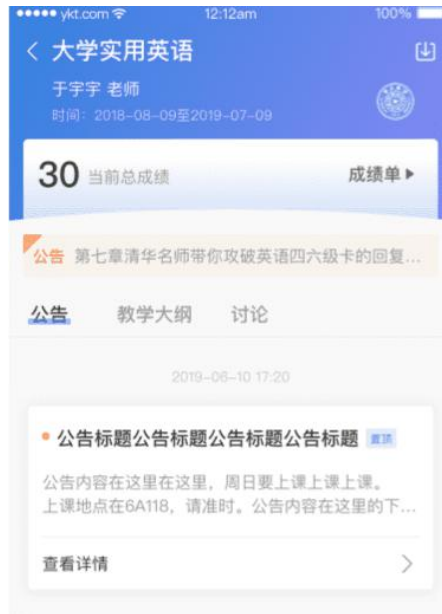 ykt.com 12:12am 100%
大学实用英语
于宇宇 老师
时间：2018-08-09至2019-07-09
30 当前总成绩 成绩单
公告 第七章清华名师带你攻破英语四六级卡的回复...
公告 教学大纲 讨论
2019-06-10 17:20
公告标题公告标题公告标题公告标题 置顶
公告内容在这里在这里，周日要上课上课上课。
上课地点在6A118，请准时。公告内容在这里的下...
查看详情